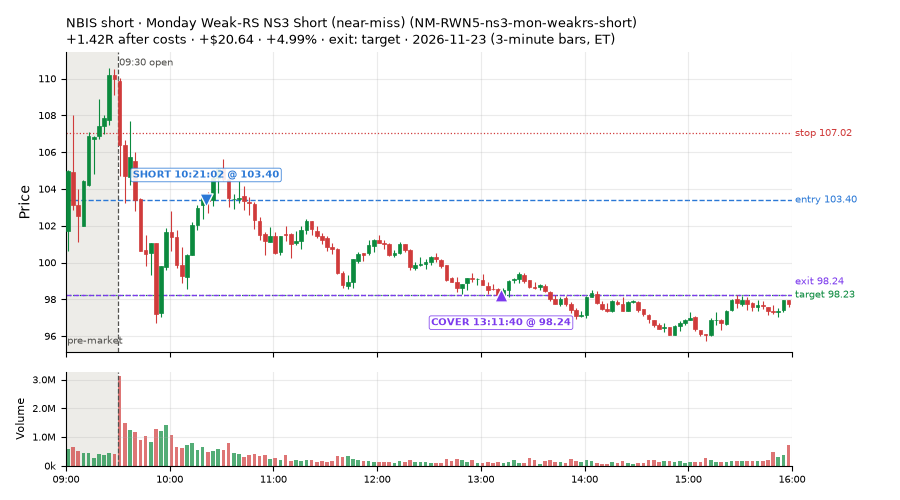 NBIS short · Monday Weak-RS NS3 Short (near-miss) (NM-RWN5-ns3-mon-weakrs-short)
+1.42R after costs · +$20.64 · +4.99% · exit: target · 2026-11-23 (3-minute bars, ET)
09:30 open
110
108
106
104
102
100
98
96
Price
stop 107.02
SHORT 10:21:02 @ 103.40
entry 103.40
exit 98.24
target 98.23
COVER 13:11:40 @ 98.24
pre-market
3.0M
2.0M
1.0M
0k
Volume
09:00
10:00
11:00
12:00
13:00
14:00
15:00
16:00